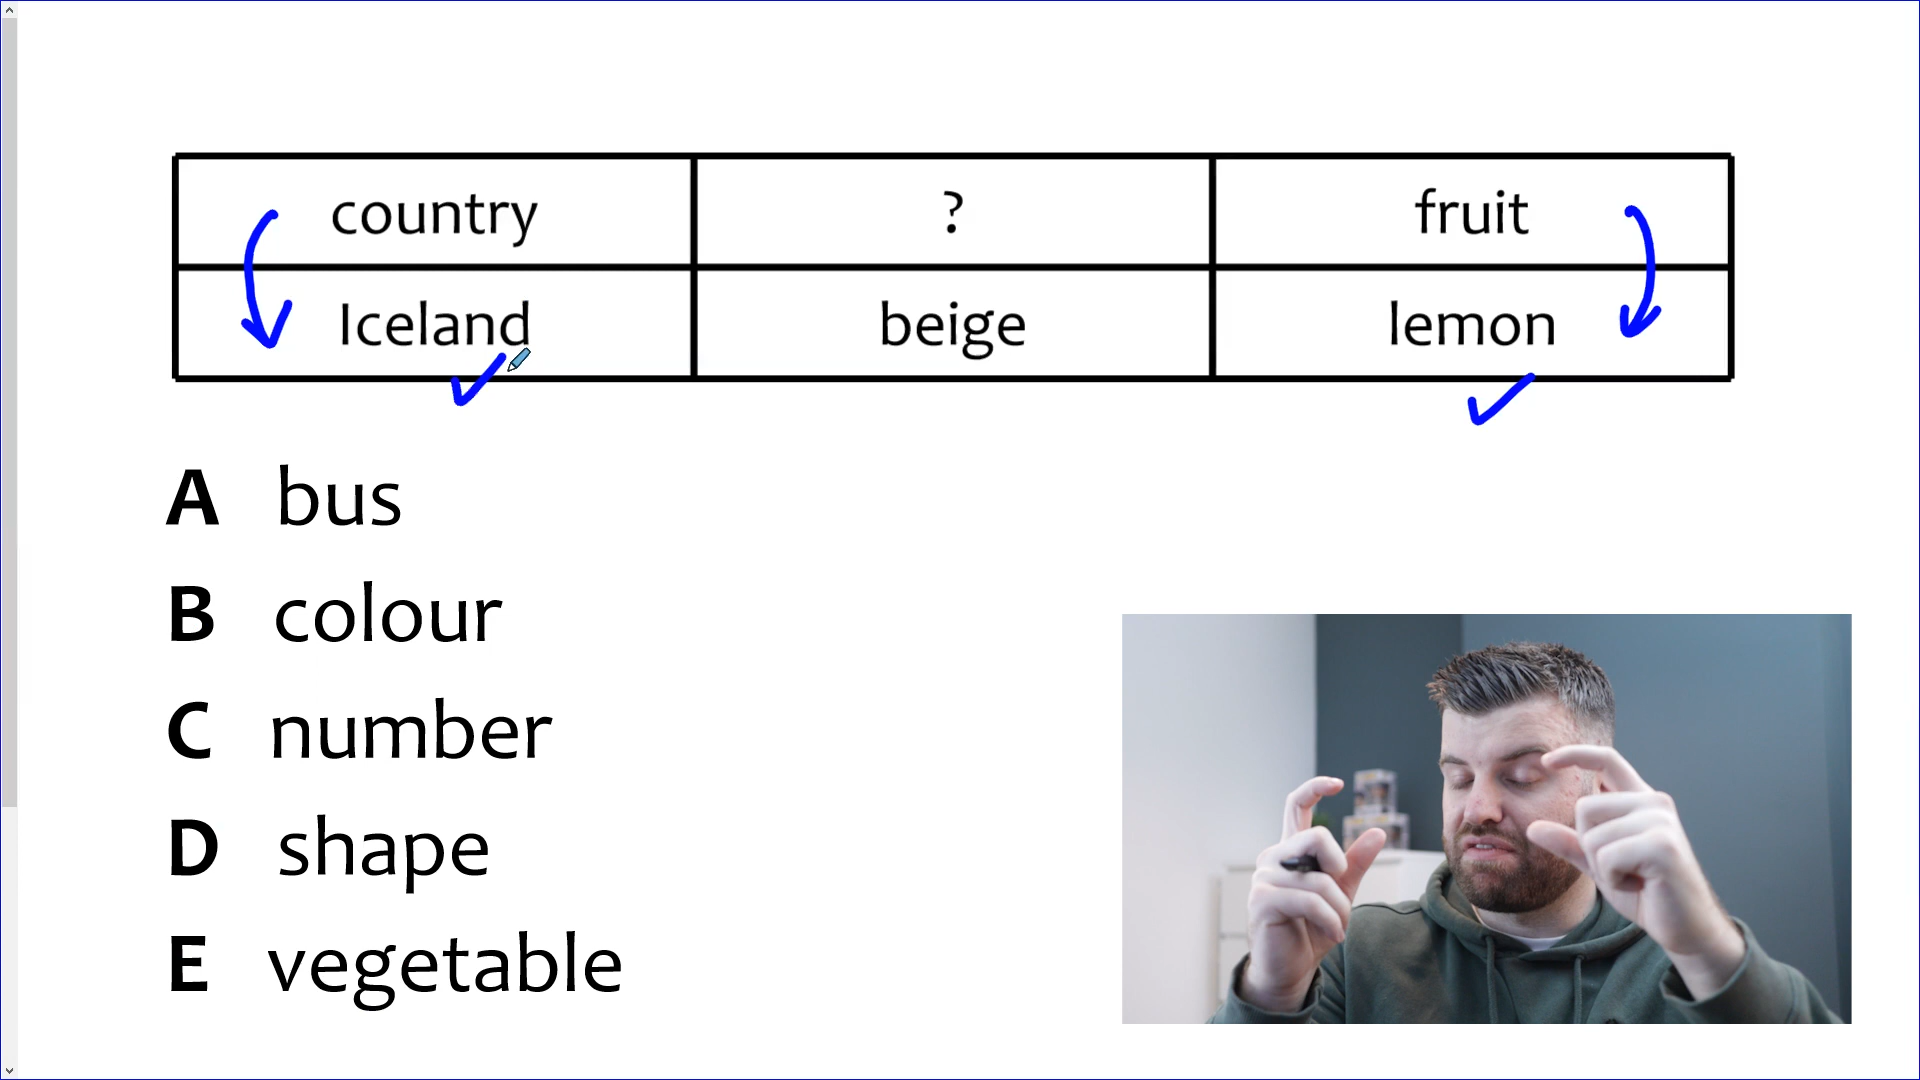 country ? fruit
Iceland beige lemon
A bus
B colour
C number
D shape
E vegetable